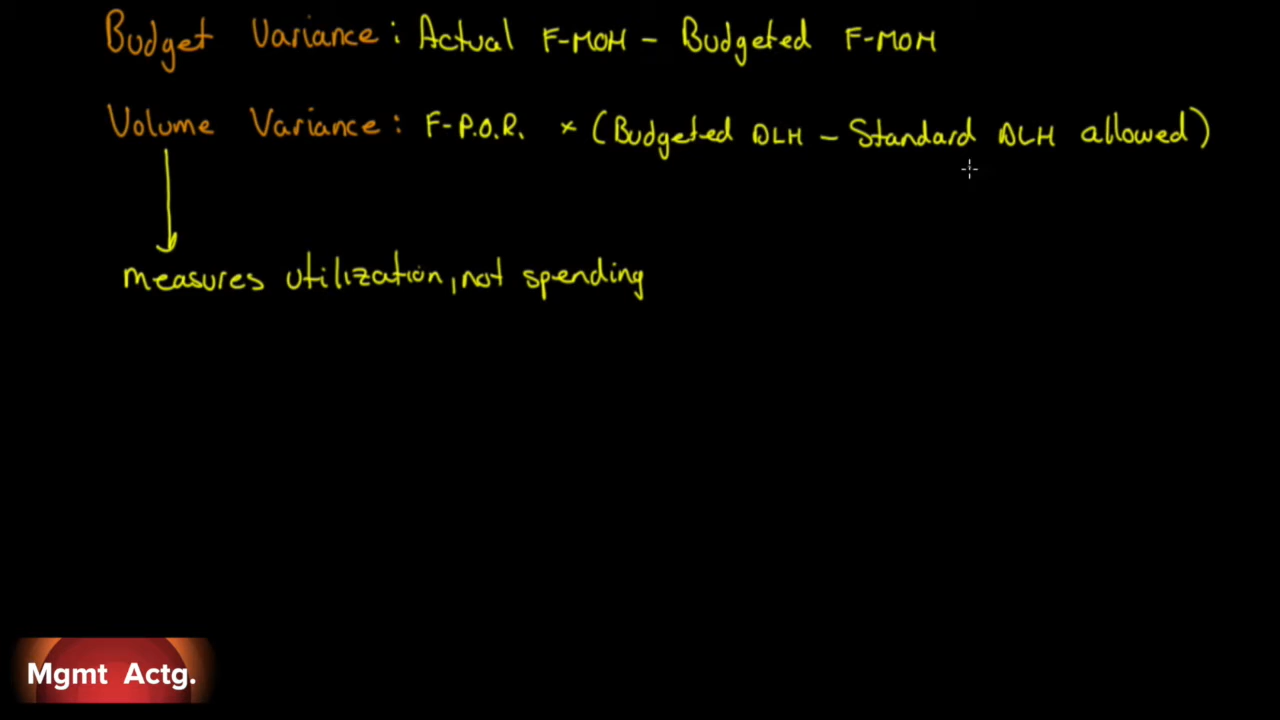 Budget Variance: Actual F-MOH - Budgeted F-MOH
Volume Variance: F-P.O.R. × (Budgeted DLH - Standard DLH allowed)
measures utilization, not spending
Mgmt Actg.